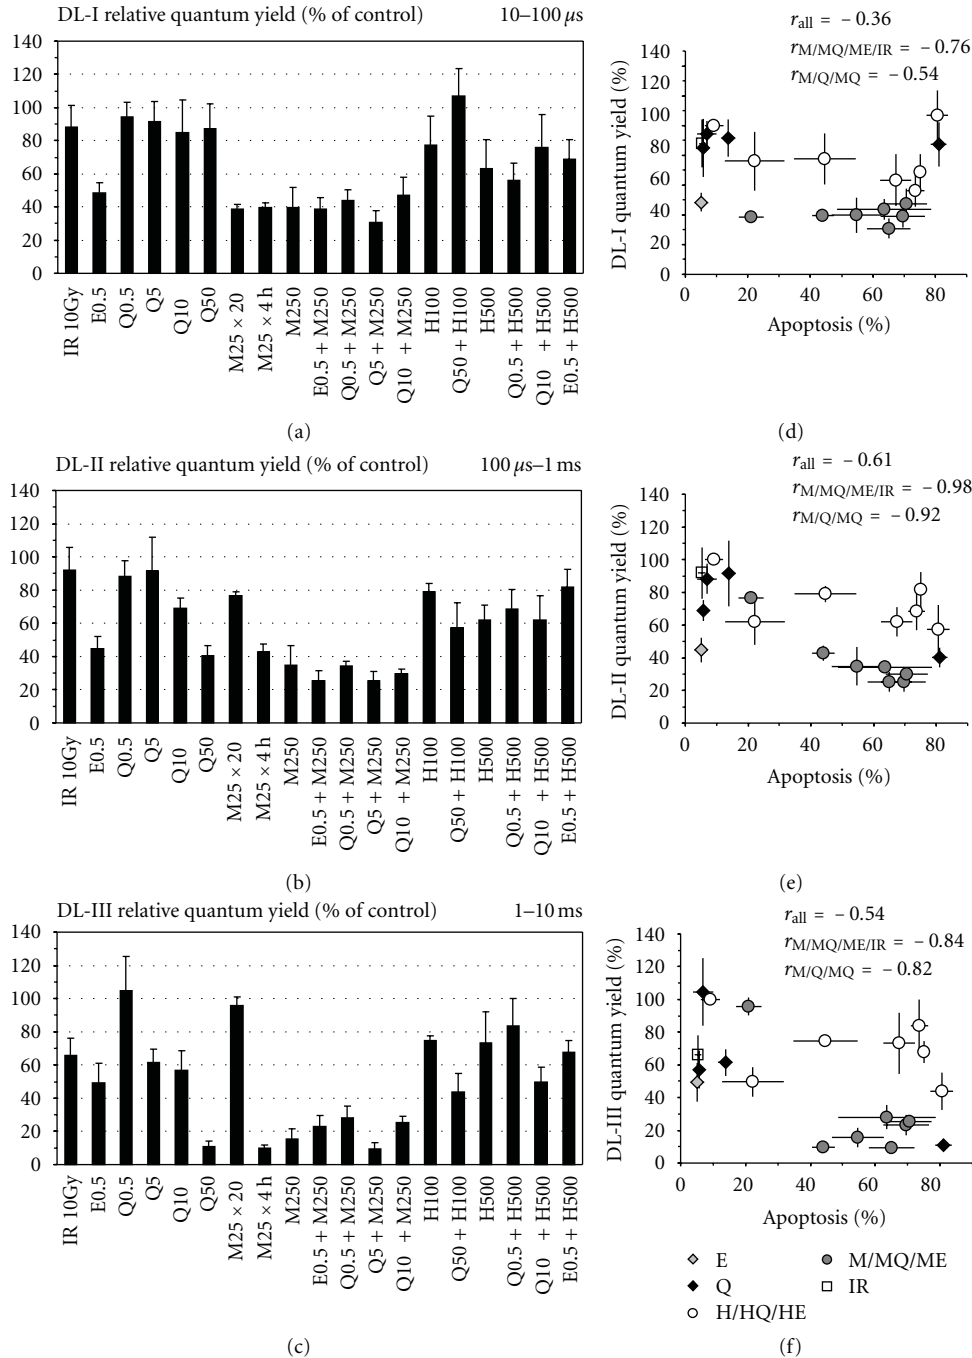 DL-I relative quantum yield (% of control) 10–100 µs
140
120
100
80
60
40
20
0
IR 10Gy
E0.5
Q0.5
Q5
Q10
Q50
M25 × 20
M25 × 4 h
M250
E0.5 + M250
Q0.5 + M250
Q5 + M250
Q10 + M250
H100
Q50 + H100
H500
Q0.5 + H500
Q10 + H500
E0.5 + H500
(a)
r all = −0.36
r M/MQ/ME/IR = −0.76
r M/Q/MQ = −0.54
DL-I quantum yield (%)
140
120
100
80
60
40
20
0
0 20 40 60 80
Apoptosis (%)
(d)
DL-II relative quantum yield (% of control) 100 µs–1 ms
140
120
100
80
60
40
20
0
IR 10Gy
E0.5
Q0.5
Q5
Q10
Q50
M25 × 20
M25 × 4 h
M250
E0.5 + M250
Q0.5 + M250
Q5 + M250
Q10 + M250
H100
Q50 + H100
H500
Q0.5 + H500
Q10 + H500
E0.5 + H500
(b)
r all = −0.61
r M/MQ/ME/IR = −0.98
r M/Q/MQ = −0.92
DL-II quantum yield (%)
140
120
100
80
60
40
20
0
0 20 40 60 80
Apoptosis (%)
(e)
DL-III relative quantum yield (% of control) 1–10 ms
140
120
100
80
60
40
20
0
IR 10Gy
E0.5
Q0.5
Q5
Q10
Q50
M25 × 20
M25 × 4 h
M250
E0.5 + M250
Q0.5 + M250
Q5 + M250
Q10 + M250
H100
Q50 + H100
H500
Q0.5 + H500
Q10 + H500
E0.5 + H500
(c)
r all = −0.54
r M/MQ/ME/IR = −0.84
r M/Q/MQ = −0.82
DL-III quantum yield (%)
140
120
100
80
60
40
20
0
0 20 40 60 80
Apoptosis (%)
E
Q
H/HQ/HE
M/MQ/ME
IR
(f)